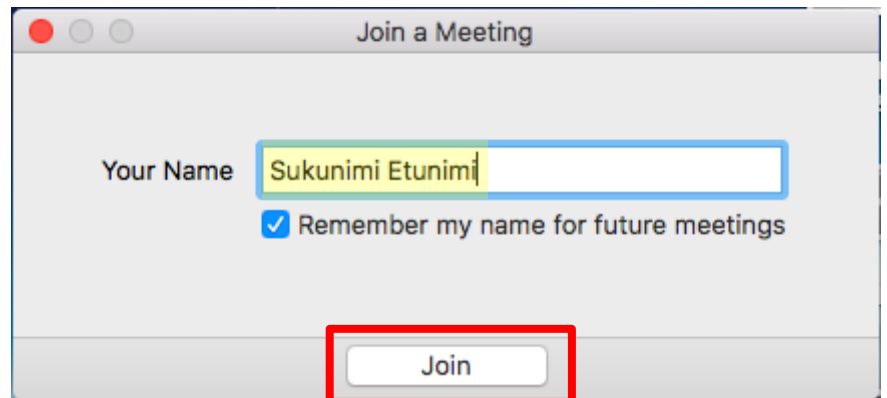 Join a Meeting
Your Name Sukunimi Etunimi
Remember my name for future meetings
Join